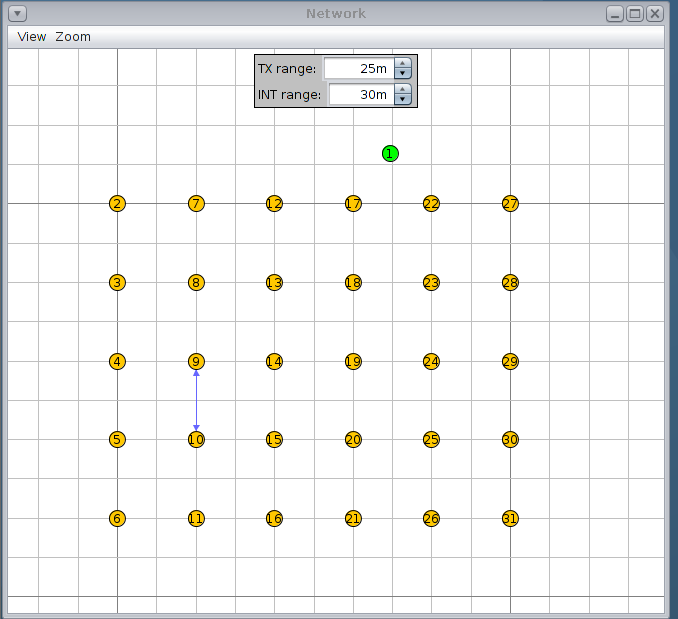 Network
View Zoom
TX range: 25m
INT range: 30m
1
2 7 12 17 22 27
3 8 13 18 23 28
4 9 14 19 24 29
5 10 15 20 25 30
6 11 16 21 26 31